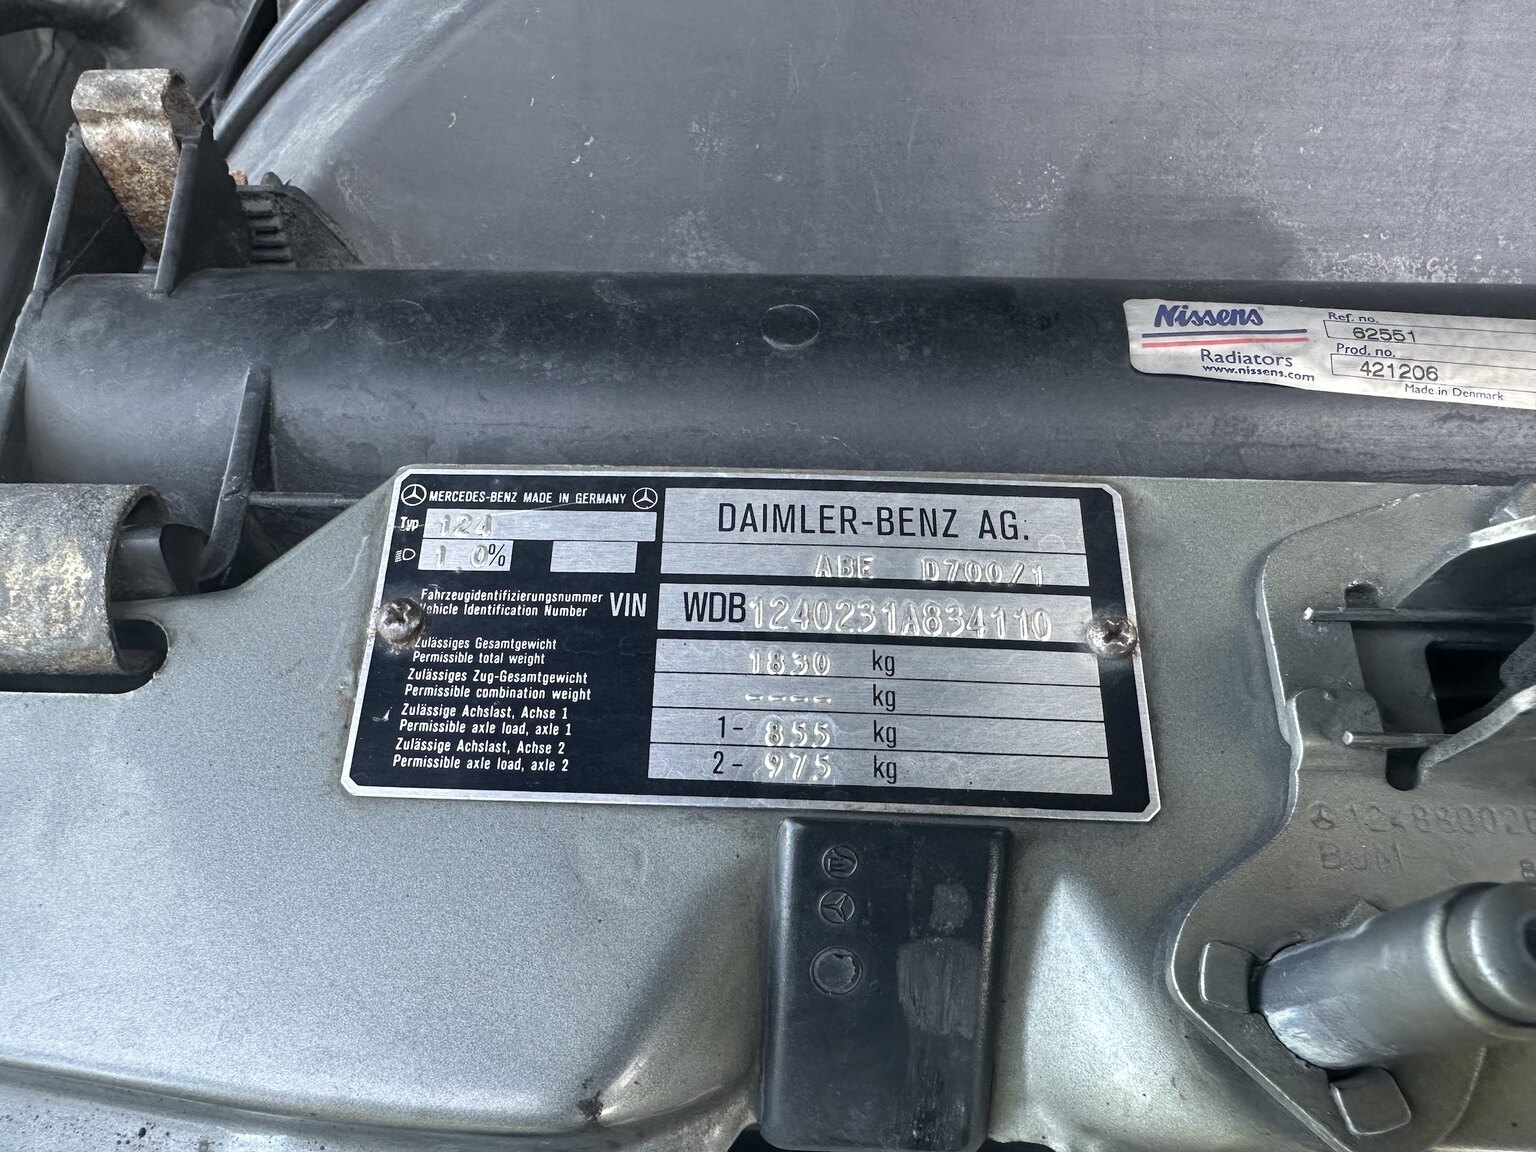 Nissens
Radiators
www.nissens.com
Ref. no.
62551
Prod. no.
421206
Made in Denmark
MERCEDES-BENZ MADE IN GERMANY
Typ 124
1.0%
DAIMLER-BENZ AG.
ABE D700/1
Fahrzeugidentifizierungsnummer
Vehicle Identification Number
VIN
WDB1240231A834110
Zulässiges Gesamtgewicht
Permissible total weight
1830 kg
Zulässiges Zug-Gesamtgewicht
Permissible combination weight
---- kg
Zulässige Achslast, Achse 1
Permissible axle load, axle 1
1- 855 kg
Zulässige Achslast, Achse 2
Permissible axle load, axle 2
2- 975 kg